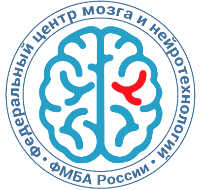 Федеральный центр мозга и нейротехнологий
• ФМБА России •